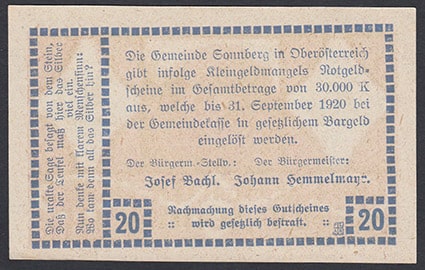 Die uralte Sage besagt von dem Stein,
Daß der Teufel maß hier das Silber
viel ein.
Nun denke mit klarem Menschensinn:
Wo kam denn all das Silber hin?
Die Gemeinde Sonnberg in Oberösterreich
gibt infolge Kleingeldmangels Notgeld-
scheine im Gesamtbetrage von 30.000 K
aus, welche bis 31. September 1920 bei
der Gemeindekasse in gesetzlichem Bargeld
eingelöst werden.
Der Bürgerm.-Stellv.: Der Bürgermeister:
Josef Bachl. Johann Hemmelmayr.
20
Nachmachung dieses Gutscheines
:: wird gesetzlich bestraft. ::
20